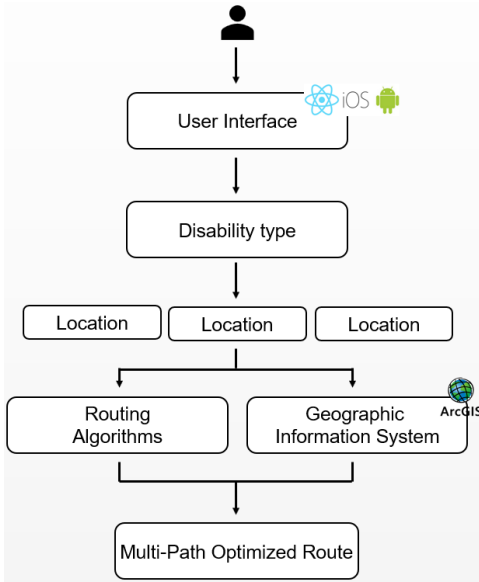 iOS
User Interface
Disability type
Location
Location
Location
Routing
Algorithms
Geographic
Information System
ArcGIS
Multi-Path Optimized Route